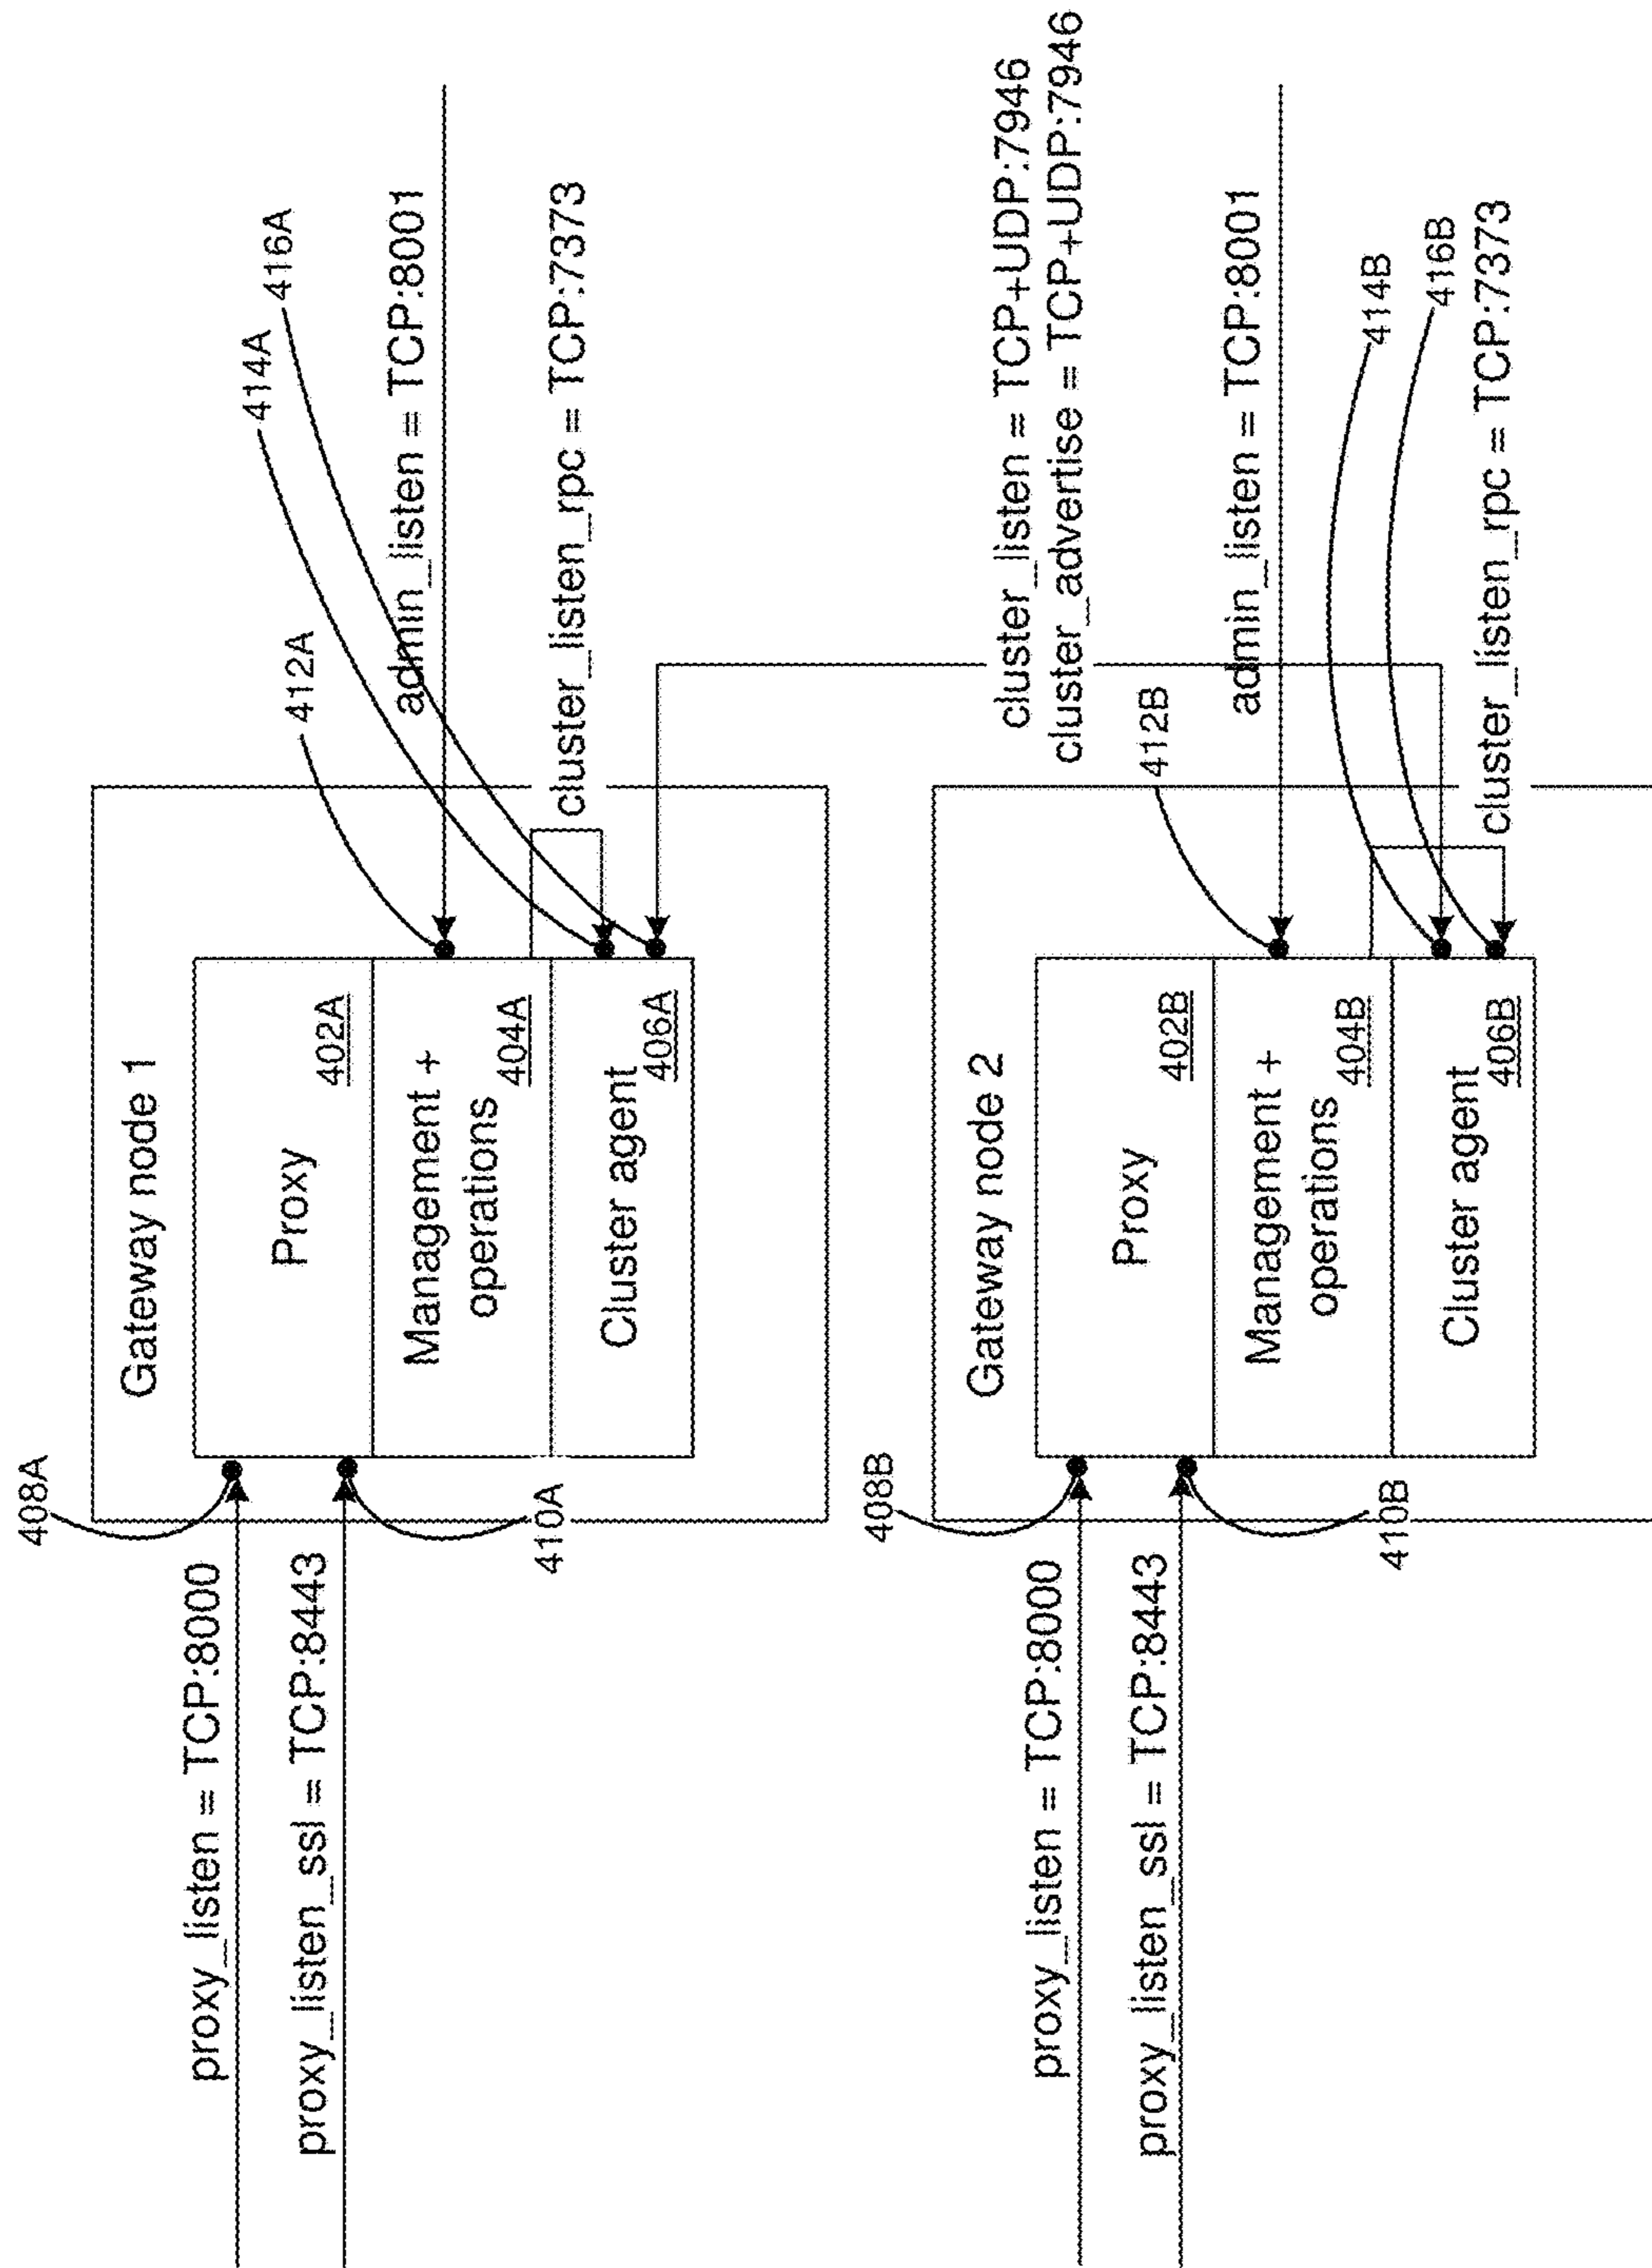 Gateway node 1
408A
proxy_listen = TCP:8000
proxy_listen_ssl = TCP:8443
410A
Proxy
402A
Management +
operations
404A
Cluster agent
406A
412A
414A
416A
admin_listen = TCP:8001
cluster_listen_rpc = TCP:7373
cluster_listen = TCP+UDP:7946
cluster_advertise = TCP+UDP:7946
Gateway node 2
408B
proxy_listen = TCP:8000
proxy_listen_ssl = TCP:8443
410B
Proxy
402B
Management +
operations
404B
Cluster agent
406B
412B
admin_listen = TCP:8001
414B
416B
cluster_listen_rpc = TCP:7373